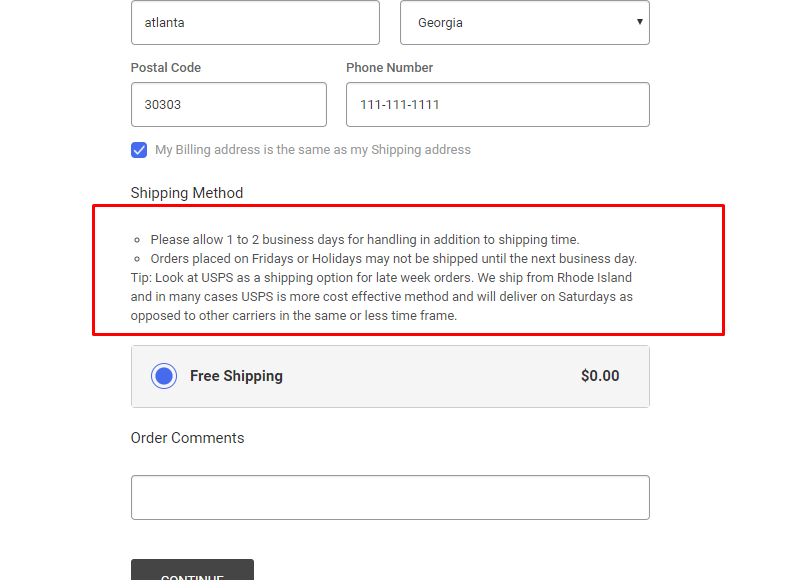 atlanta
Georgia
Postal Code
Phone Number
30303
111-111-1111
My Billing address is the same as my Shipping address
Shipping Method
Please allow 1 to 2 business days for handling in addition to shipping time.
Orders placed on Fridays or Holidays may not be shipped until the next business day.
Tip: Look at USPS as a shipping option for late week orders. We ship from Rhode Island
and in many cases USPS is more cost effective method and will deliver on Saturdays as
opposed to other carriers in the same or less time frame.
Free Shipping
$0.00
Order Comments
CONTINUE